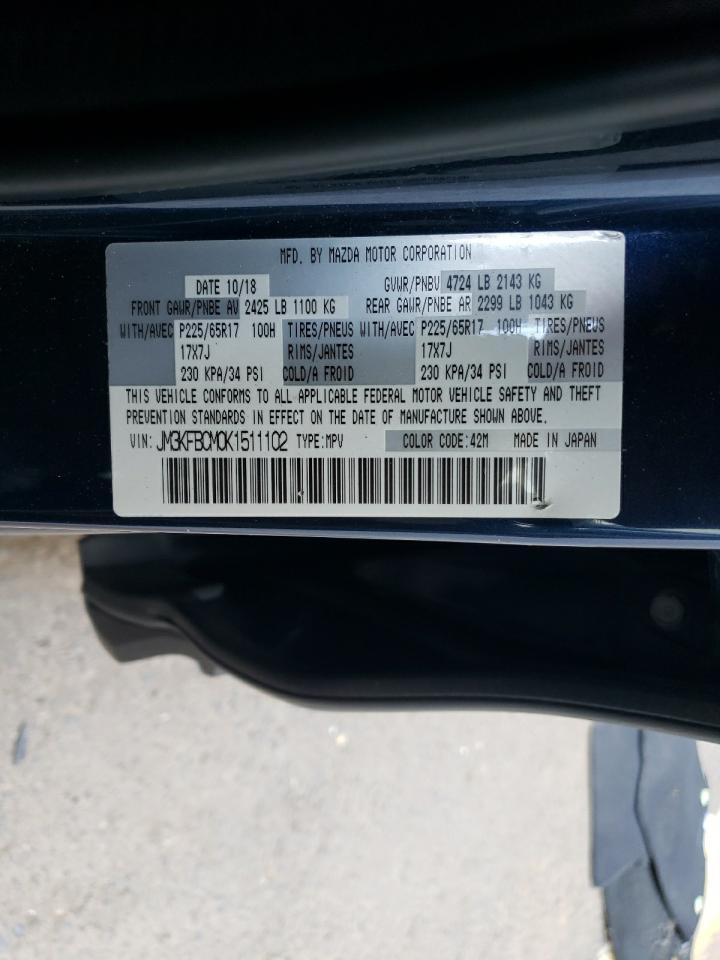 MFD. BY MAZDA MOTOR CORPORATION
DATE 10/18 GVWR/PNBV 4724 LB 2143 KG
FRONT GAWR/PNBE AV 2425 LB 1100 KG REAR GAWR/PNBE AR 2299 LB 1043 KG
WITH/AVEC P225/65R17 100H TIRES/PNEUS WITH/AVEC P225/65R17 100H TIRES/PNEUS
17X7J RIMS/JANTES 17X7J RIMS/JANTES
230 KPA/34 PSI COLD/A FROID 230 KPA/34 PSI COLD/A FROID
THIS VEHICLE CONFORMS TO ALL APPLICABLE FEDERAL MOTOR VEHICLE SAFETY AND THEFT
PREVENTION STANDARDS IN EFFECT ON THE DATE OF MANUFACTURE SHOWN ABOVE.
VIN: JM3KFBCM0K1511102 TYPE:MPV COLOR CODE:42M MADE IN JAPAN